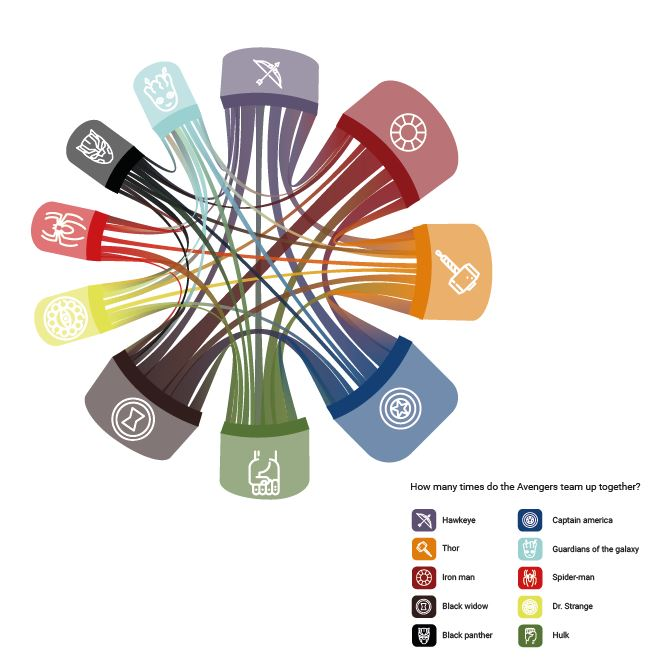 How many times do the Avengers team up together?
Hawkeye
Captain america
Thor
Guardians of the galaxy
Iron man
Spider-man
Black widow
Dr. Strange
Black panther
Hulk